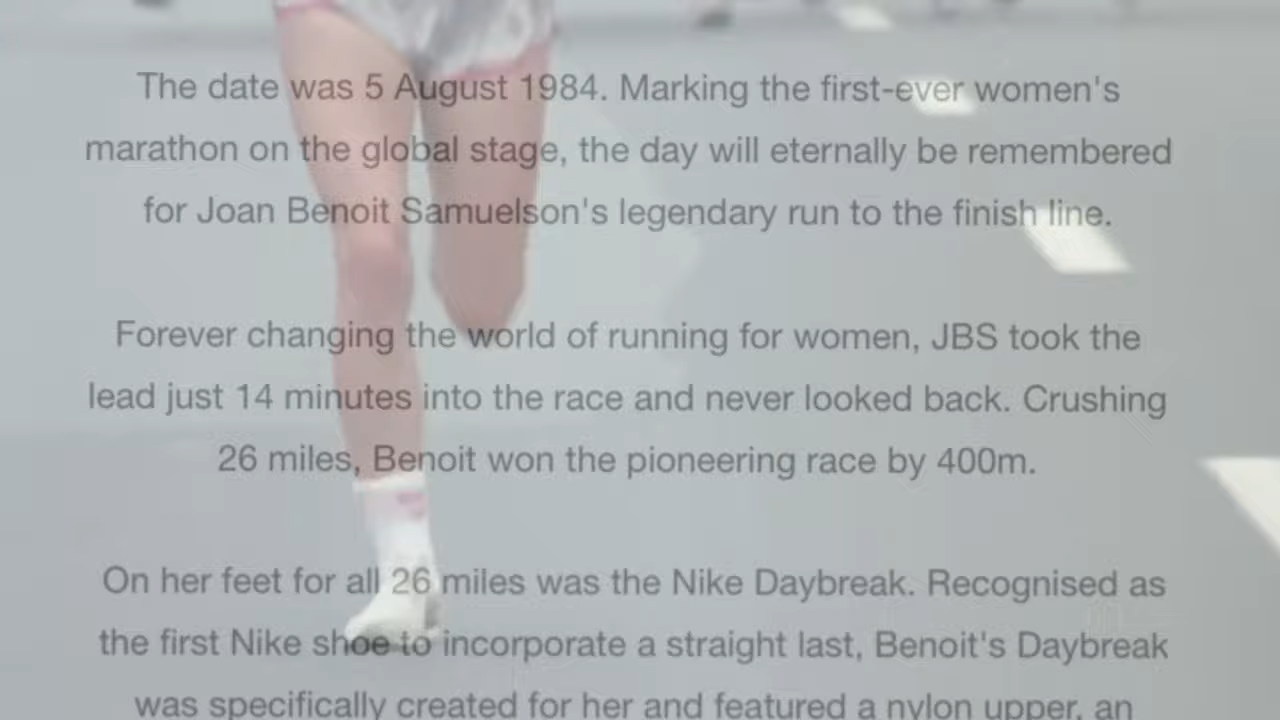 The date was 5 August 1984. Marking the first-ever women's
marathon on the global stage, the day will eternally be remembered
for Joan Benoit Samuelson's legendary run to the finish line.
Forever changing the world of running for women, JBS took the
lead just 14 minutes into the race and never looked back. Crushing
26 miles, Benoit won the pioneering race by 400m.
On her feet for all 26 miles was the Nike Daybreak. Recognised as
the first Nike shoe to incorporate a straight last, Benoit's Daybreak
was specifically created for her and featured a nylon upper, an